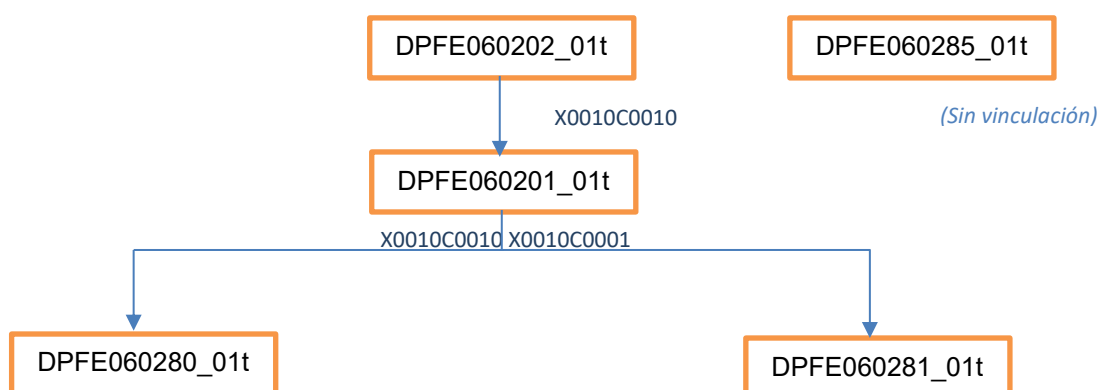 DPFE060202_01t
DPFE060285_01t
X0010C0010
(Sin vinculación)
DPFE060201_01t
X0010C0010 X0010C0001
DPFE060280_01t
DPFE060281_01t